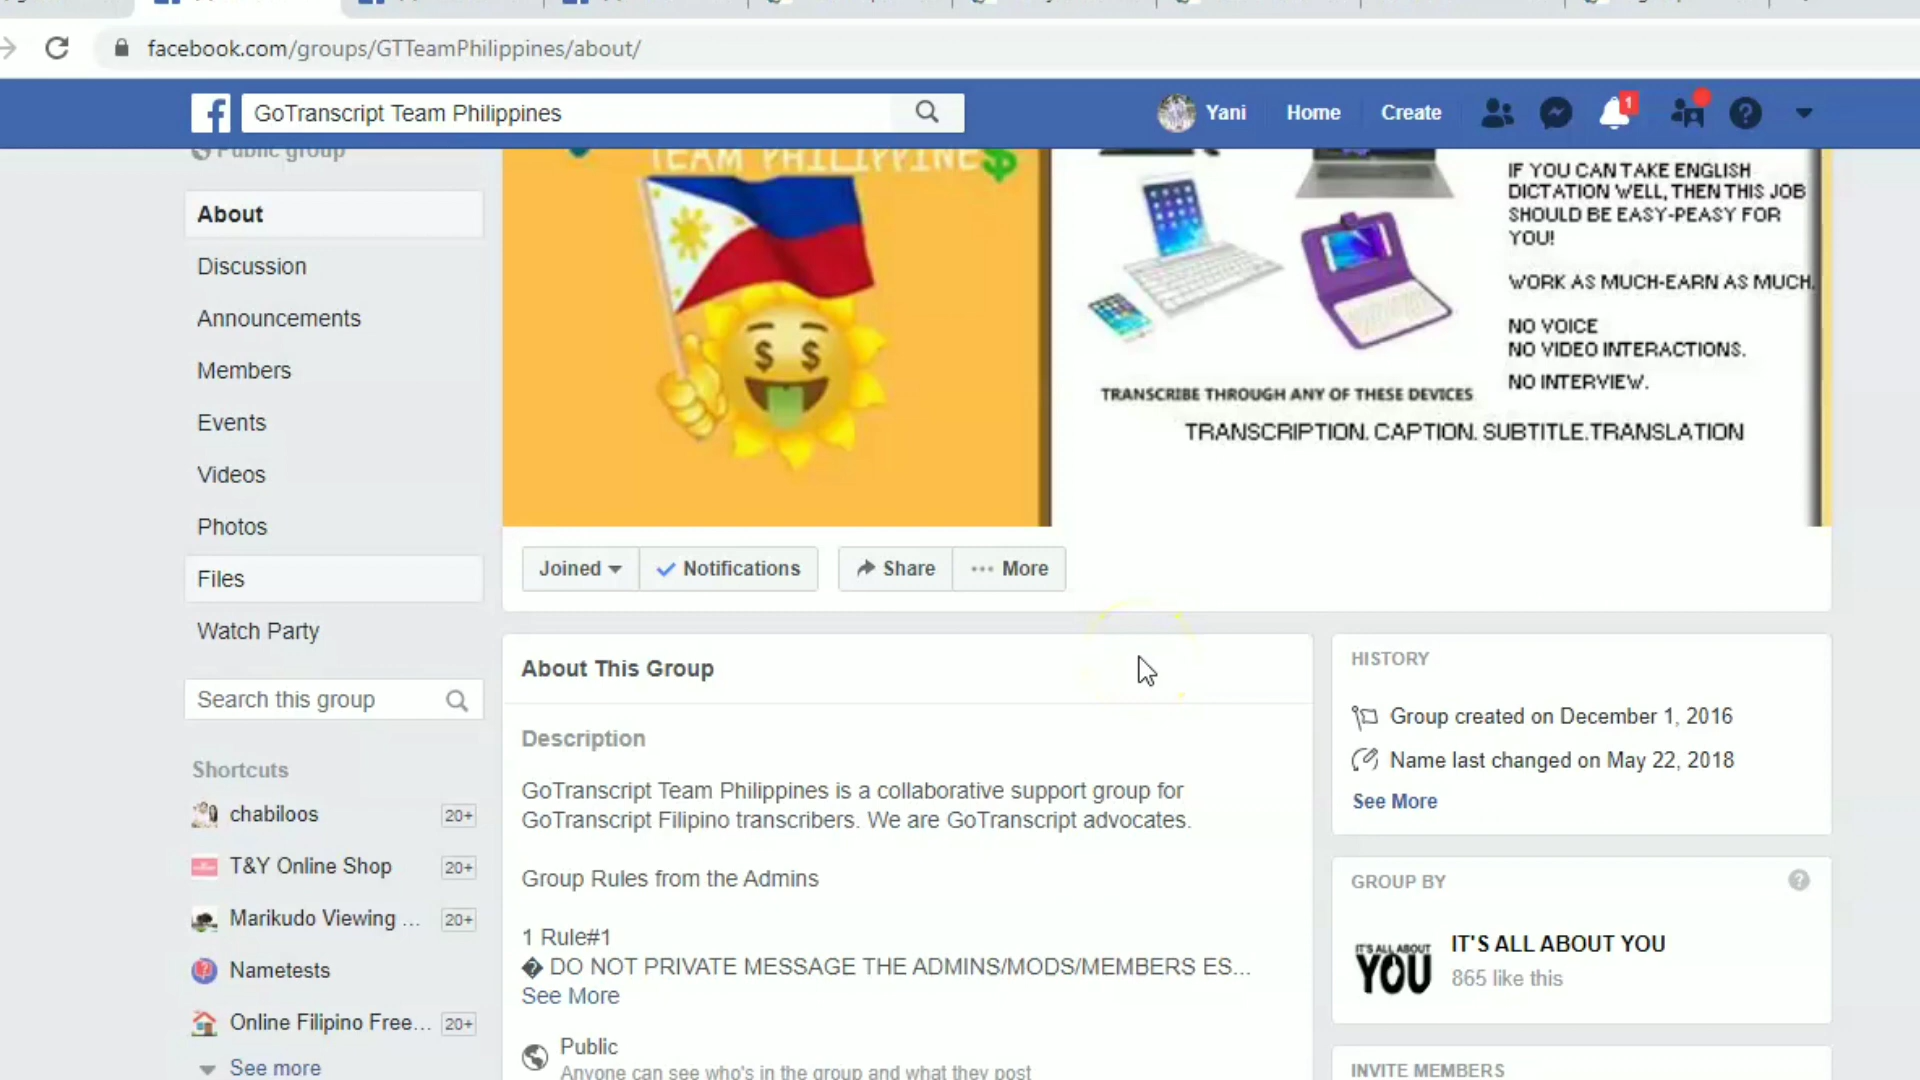 facebook.com/groups/GTTeamPhilippines/about/
GoTranscript Team Philippines
Yani
Home
Create
1
Public group
TEAM PHILIPPINE$
About
Discussion
Announcements
Members
Events
Videos
Photos
Files
Watch Party
Search this group
Shortcuts
chabiloos 20+
T&Y Online Shop 20+
Marikudo Viewing ... 20+
Nametests
Online Filipino Free... 20+
See more
IF YOU CAN TAKE ENGLISH
DICTATION WELL, THEN THIS JOB
SHOULD BE EASY-PEASY FOR
YOU!
WORK AS MUCH-EARN AS MUCH.
NO VOICE
NO VIDEO INTERACTIONS.
NO INTERVIEW.
TRANSCRIBE THROUGH ANY OF THESE DEVICES
TRANSCRIPTION. CAPTION. SUBTITLE.TRANSLATION
Joined
Notifications
Share
More
About This Group
Description
GoTranscript Team Philippines is a collaborative support group for
GoTranscript Filipino transcribers. We are GoTranscript advocates.
Group Rules from the Admins
1 Rule#1
� DO NOT PRIVATE MESSAGE THE ADMINS/MODS/MEMBERS ES...
See More
Public
Anyone can see who's in the group and what they post
HISTORY
Group created on December 1, 2016
Name last changed on May 22, 2018
See More
GROUP BY
IT'S ALL ABOUT
YOU
IT'S ALL ABOUT YOU
865 like this
INVITE MEMBERS